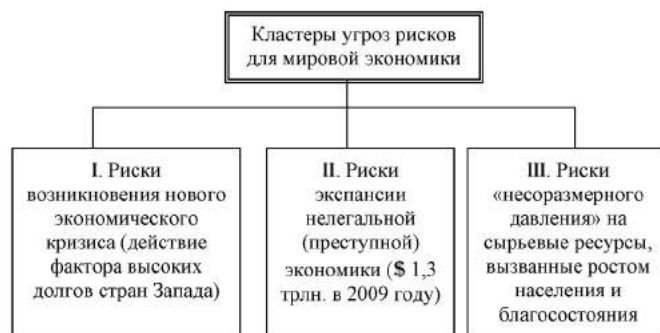 Кластеры угроз рисков
для мировой экономики
I. Риски
возникновения нового
экономического
кризиса (действие
фактора высоких
долгов стран Запада)
II. Риски
экспансии
нелегальной
(преступной)
экономики ($ 1,3
трлн. в 2009 году)
III. Риски
«несоразмерного
давления» на
сырьевые ресурсы,
вызванные ростом
населения и
благосостояния